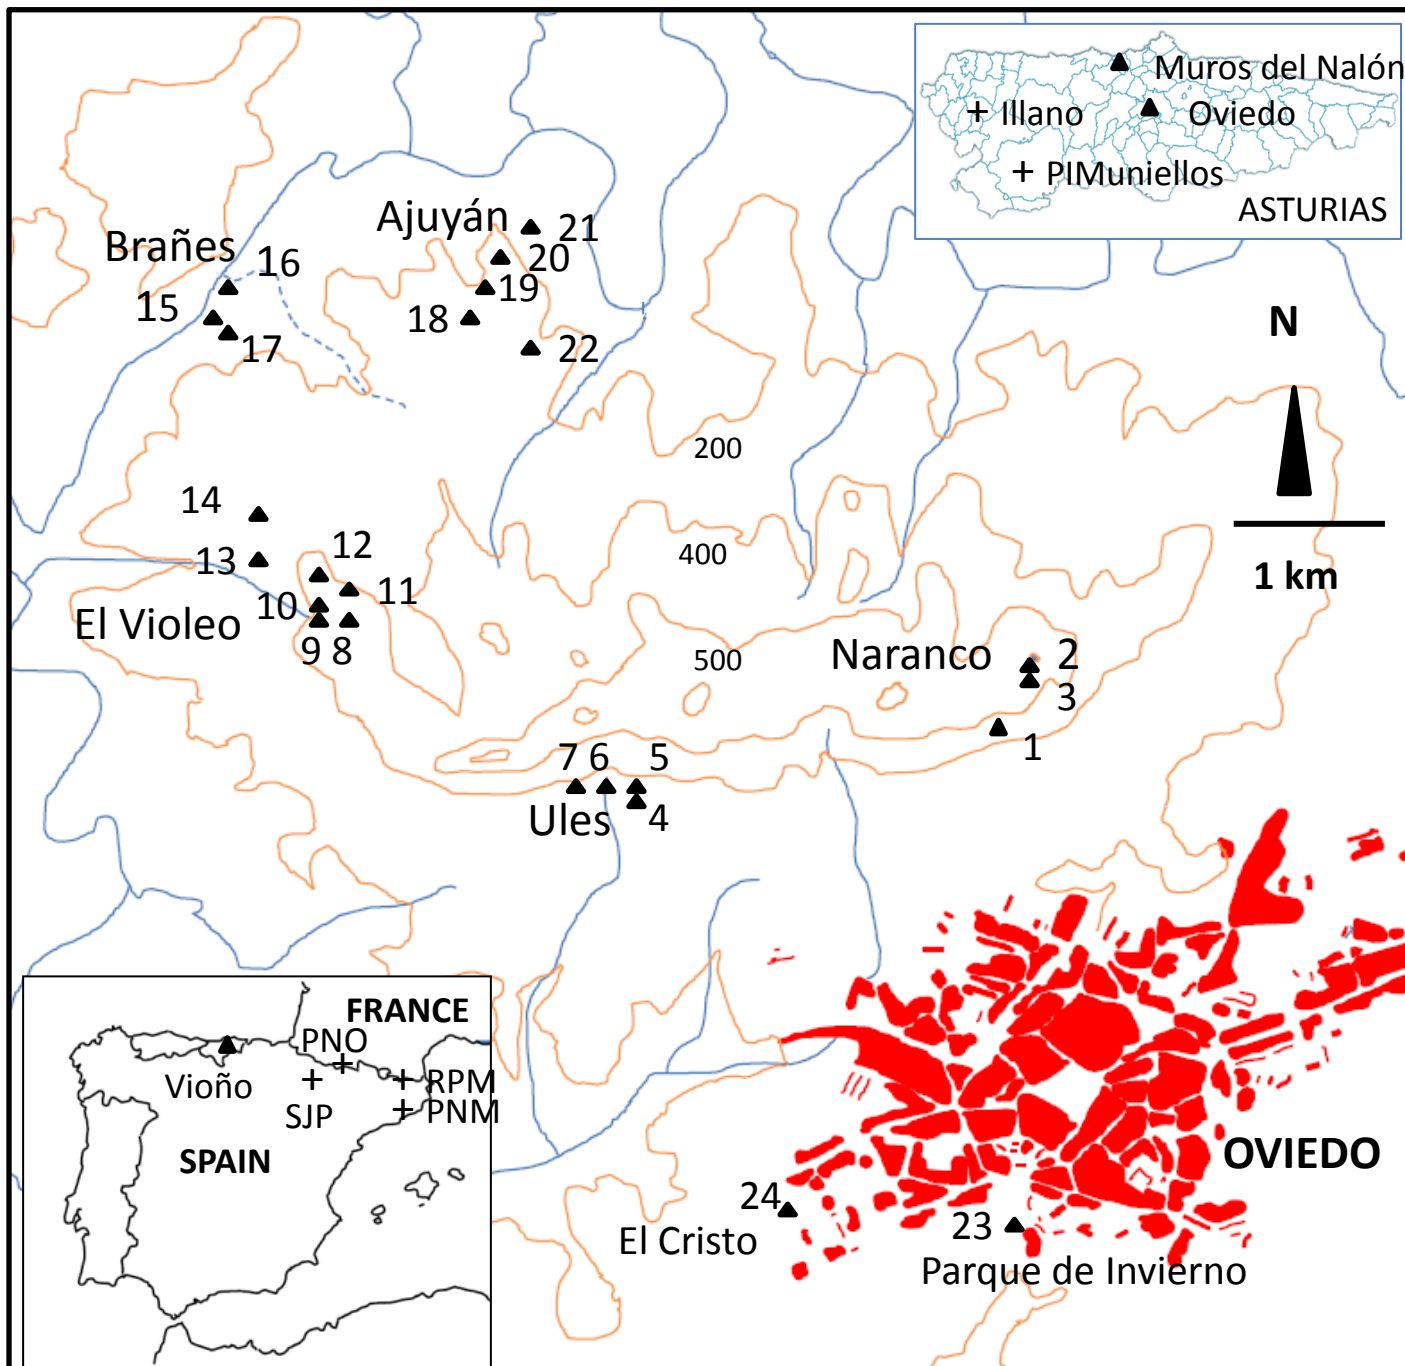 Muros del Nalón
Illano
Oviedo
PIMuniellos
ASTURIAS
Ajuyán
21
Brañes
20
16
19
15
18
17
22
N
200
14
12
400
13
11
1 km
10
El Violeo
9 8
500
Naranco
2
3
1
7 6 5
Ules
4
FRANCE
PNO
Vioño
RPM
SJP
PNM
SPAIN
OVIEDO
24
23
El Cristo
Parque de Invierno